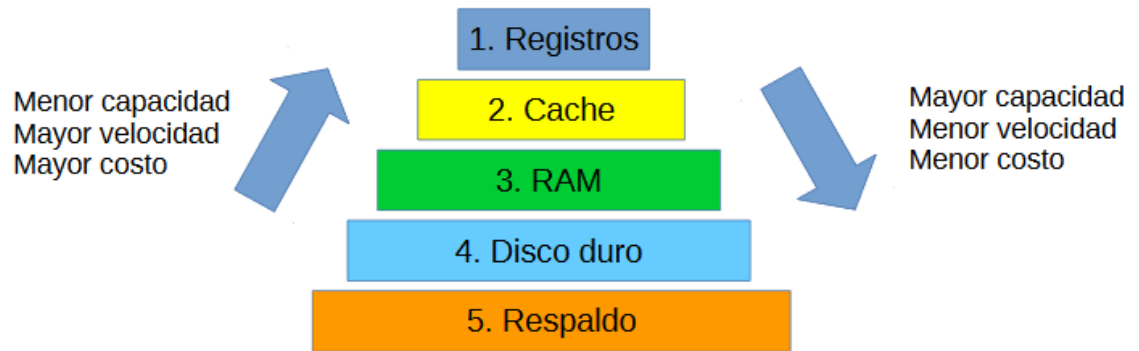 1. Registros
2. Cache
3. RAM
4. Disco duro
5. Respaldo
Menor capacidad
Mayor velocidad
Mayor costo
Mayor capacidad
Menor velocidad
Menor costo